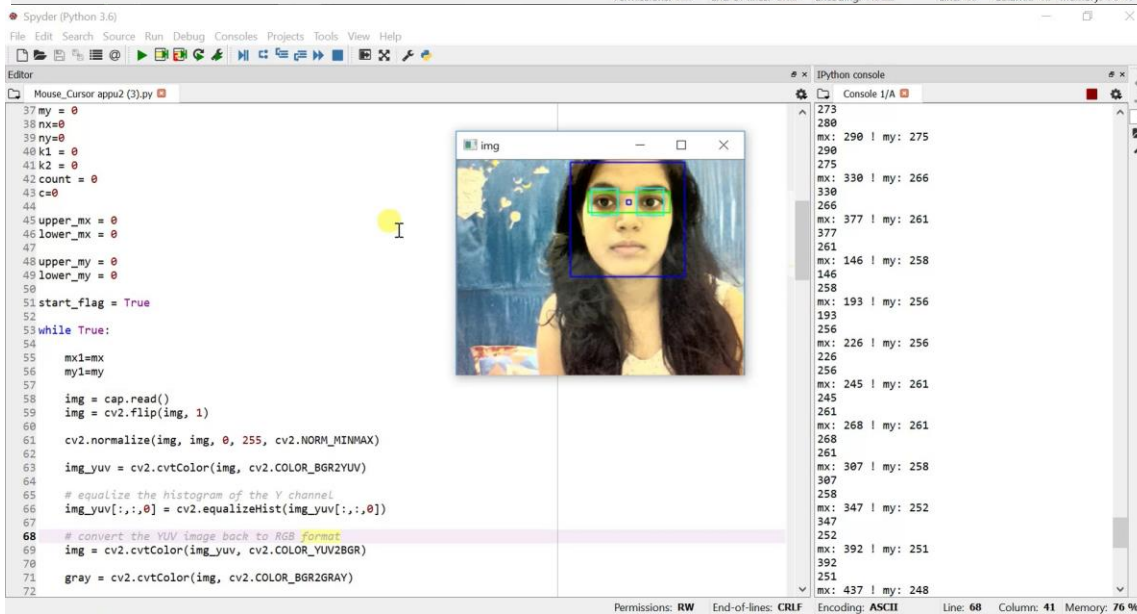 Spyder (Python 3.6)
File Edit Search Source Run Debug Consoles Projects Tools View Help
Editor
Mouse_Cursor appu2 (3).py
37 my = 0
38 nx=0
39 ny=0
40 k1 = 0
41 k2 = 0
42 count = 0
43 c=0
44
45 upper_mx = 0
46 lower_mx = 0
47
48 upper_my = 0
49 lower_my = 0
50
51 start_flag = True
52
53 while True:
54
55 mx1=mx
56 my1=my
57
58 img = cap.read()
59 img = cv2.flip(img, 1)
60
61 cv2.normalize(img, img, 0, 255, cv2.NORM_MINMAX)
62
63 img_yuv = cv2.cvtColor(img, cv2.COLOR_BGR2YUV)
64
65 # equalize the histogram of the Y channel
66 img_yuv[:,:,0] = cv2.equalizeHist(img_yuv[:,:,0])
67
68 # convert the YUV image back to RGB format
69 img = cv2.cvtColor(img_yuv, cv2.COLOR_YUV2BGR)
70
71 gray = cv2.cvtColor(img, cv2.COLOR_BGR2GRAY)
72
img
IPython console
Console 1/A
273
280
mx: 290 ! my: 275
290
275
mx: 330 ! my: 266
330
266
mx: 377 ! my: 261
377
261
mx: 146 ! my: 258
146
258
mx: 193 ! my: 256
193
256
mx: 226 ! my: 256
226
256
mx: 245 ! my: 261
245
261
mx: 268 ! my: 261
268
261
mx: 307 ! my: 258
307
258
mx: 347 ! my: 252
347
252
mx: 392 ! my: 251
392
251
mx: 437 ! my: 248
Permissions: RW End-of-lines: CRLF Encoding: ASCII Line: 68 Column: 41 Memory: 76 %